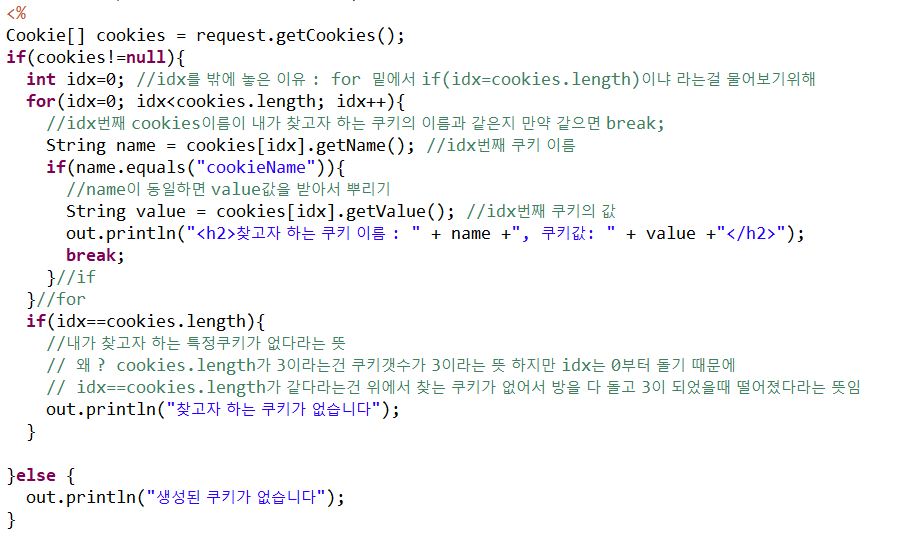 <%
Cookie[] cookies = request.getCookies();
if(cookies!=null){
int idx=0; //idx를 밖에 놓은 이유 : for 밑에서 if(idx=cookies.length)이냐 라는걸 물어보기위해
for(idx=0; idx<cookies.length; idx++){
//idx번째 cookies이름이 내가 찾고자 하는 쿠키의 이름과 같은지 만약 같으면 break;
String name = cookies[idx].getName(); //idx번째 쿠키 이름
if(name.equals("cookieName")){
//name이 동일하면 value값을 받아서 뿌리기
String value = cookies[idx].getValue(); //idx번째 쿠키의 값
out.println("<h2>찾고자 하는 쿠키 이름 : " + name +", 쿠키값: " + value +"</h2>");
break;
}//if
}//for
if(idx==cookies.length){
//내가 찾고자 하는 특정쿠키가 없다라는 뜻
// 왜 ? cookies.length가 3이라는건 쿠키갯수가 3이라는 뜻 하지만 idx는 0부터 돌기 때문에
// idx==cookies.length가 같다라는건 위에서 찾는 쿠키가 없어서 방을 다 돌고 3이 되었을때 떨어졌다라는 뜻임
out.println("찾고자 하는 쿠키가 없습니다");
}
}else {
out.println("생성된 쿠키가 없습니다");
}